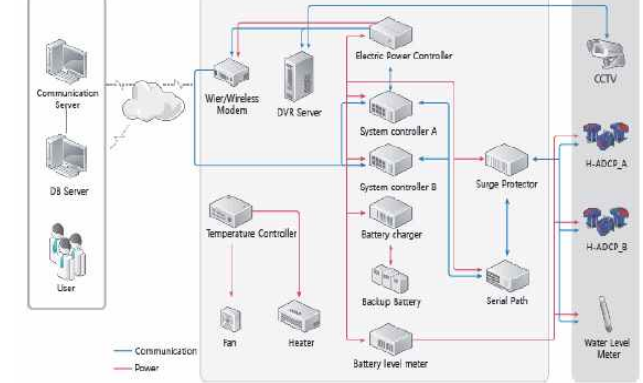 Communication
Server
DB Server
User
Wier/Wireless
Modem
DVR Server
Electric Power Controller
System controller A
System controller B
Battery charger
Backup Battery
Battery level meter
Temperature Controller
Fan
Heater
Surge Protector
Serial Path
CCTV
H-ADCP_A
H-ADCP_B
Water Level
Meter
Communication
Power